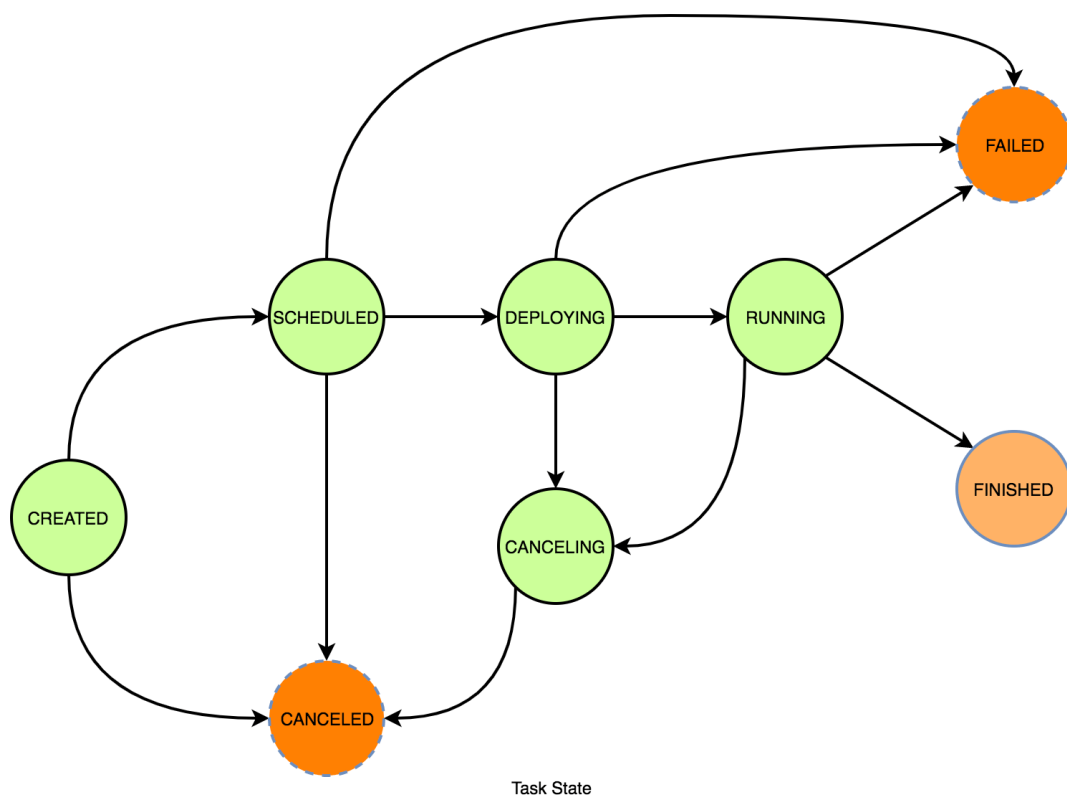 FAILED
SCHEDULED
DEPLOYING
RUNNING
FINISHED
CREATED
CANCELING
CANCELED
Task State